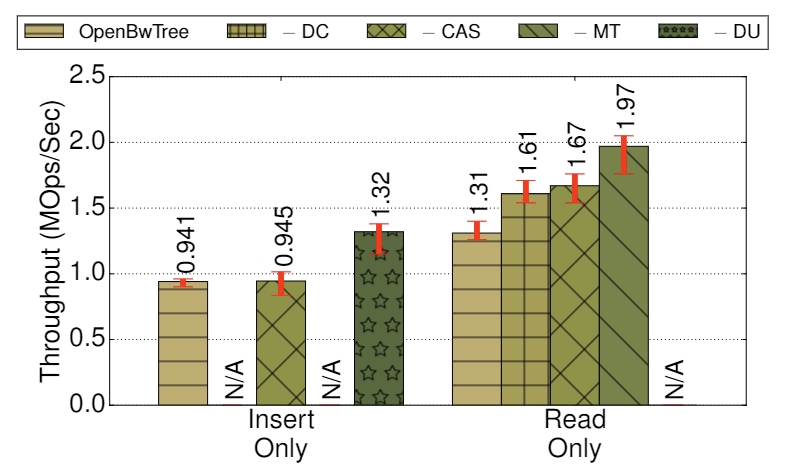 OpenBwTree – DC – CAS – MT – DU
Throughput (MOps/Sec)
2.5
2.0
1.5
1.0
0.5
0.0
0.941
N/A
0.945
N/A
1.32
1.31
1.61
1.67
1.97
N/A
Insert
Only
Read
Only